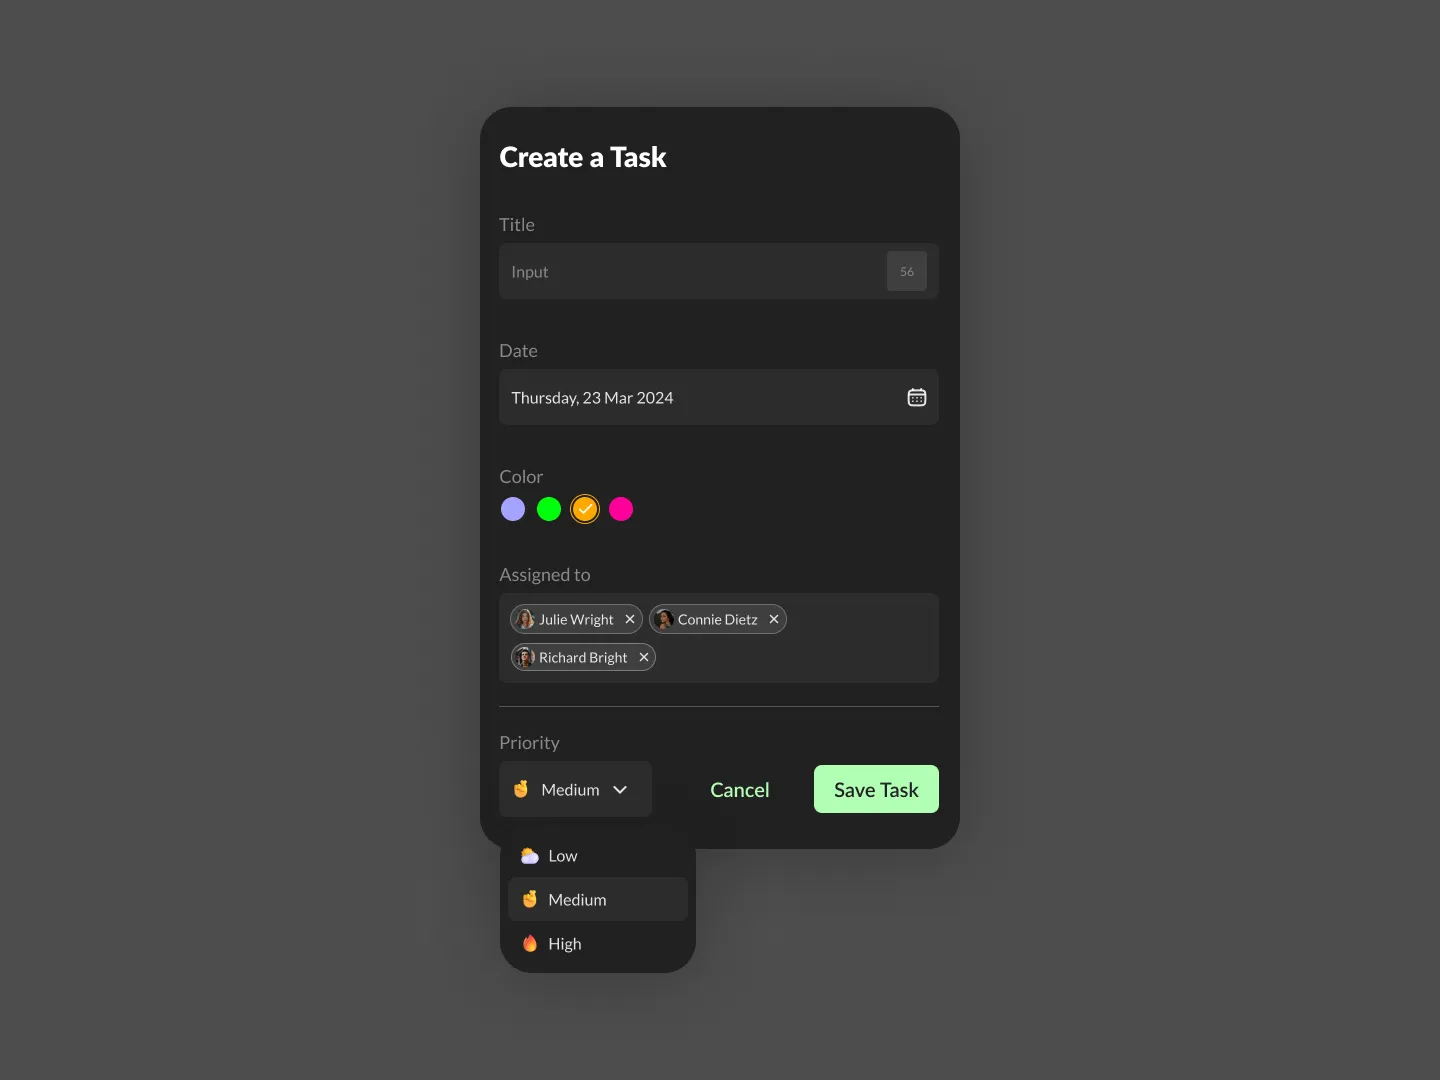 Create a Task
Title
Input 56
Date
Thursday, 23 Mar 2024
Color
Assigned to
Julie Wright Connie Dietz
Richard Bright
Priority
Medium Cancel Save Task
Low
Medium
High